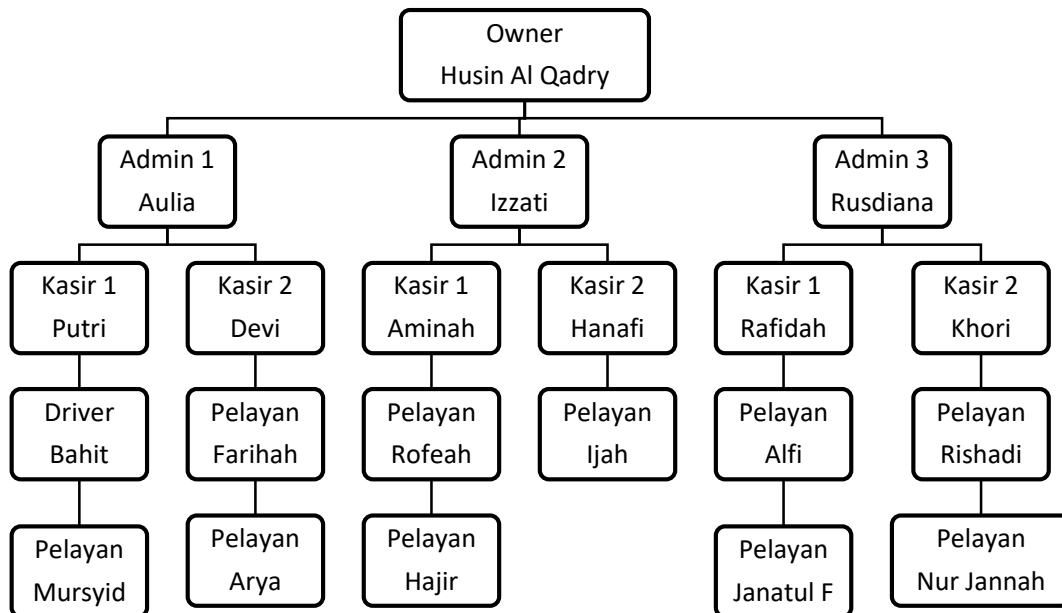 Owner
Husin Al Qadry
Admin 1
Aulia
Admin 2
Izzati
Admin 3
Rusdiana
Kasir 1
Putri
Kasir 2
Devi
Kasir 1
Aminah
Kasir 2
Hanafi
Kasir 1
Rafidah
Kasir 2
Khori
Driver
Bahit
Pelayan
Farihah
Pelayan
Rofeah
Pelayan
Ijah
Pelayan
Alfi
Pelayan
Rishadi
Pelayan
Mursyid
Pelayan
Arya
Pelayan
Hajir
Pelayan
Janatul F
Pelayan
Nur Jannah